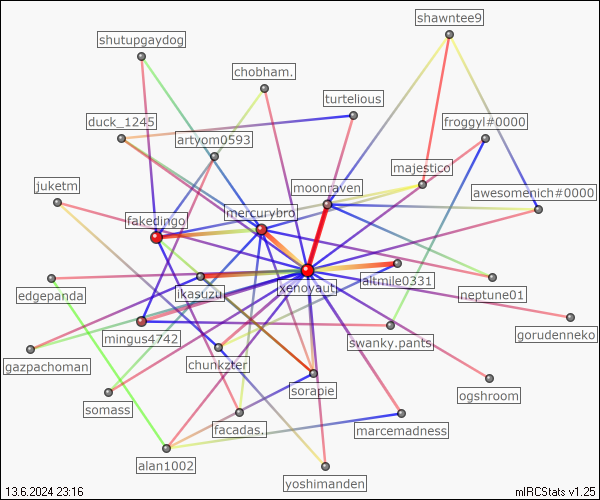 shawntee9
shutupgaydog
chobham.
turtelious
duck_1245
froggyl#0000
artyom0593
majestico
juketm
moonraven
awesomenich#0000
fakedingo
mercurybro
xenoyaut.
altmile0331
ikasuzu
neptune01
edgepanda
mingus4742
swanky.pants
gorudenneko
gazpachoman
chunkzter
somass
sorapie
ogshroom
facadas.
marcemadness
alan1002
yoshimanden
13.6.2024 23:16
mIRCStats v1.25